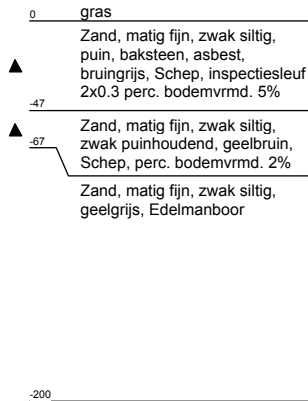 0 gras
Zand, matig fijn, zwak siltig,
puin, baksteen, asbest,
bruingrijs, Schep, inspectiesleuf
2x0.3 perc. bodemvrmd. 5%
-47
Zand, matig fijn, zwak siltig,
zwak puinhoudend, geelbruin,
-67
Schep, perc. bodemvrmd. 2%
Zand, matig fijn, zwak siltig,
geelgrijs, Edelmanboor
-200